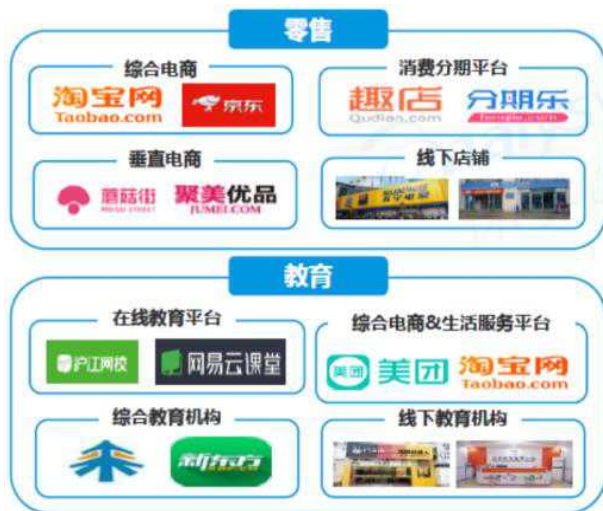 零售
综合电商
淘宝网
Taobao.com
京东
消费分期平台
趣店
Qudian.com
分期乐
fenqile.com
垂直电商
蘑菇街
MOGU STREET
聚美优品
JUMEI.COM
线下店铺
教育
在线教育平台
沪江网校
网易云课堂
综合电商&生活服务平台
美团
美团
淘宝网
Taobao.com
综合教育机构
新东方
线下教育机构